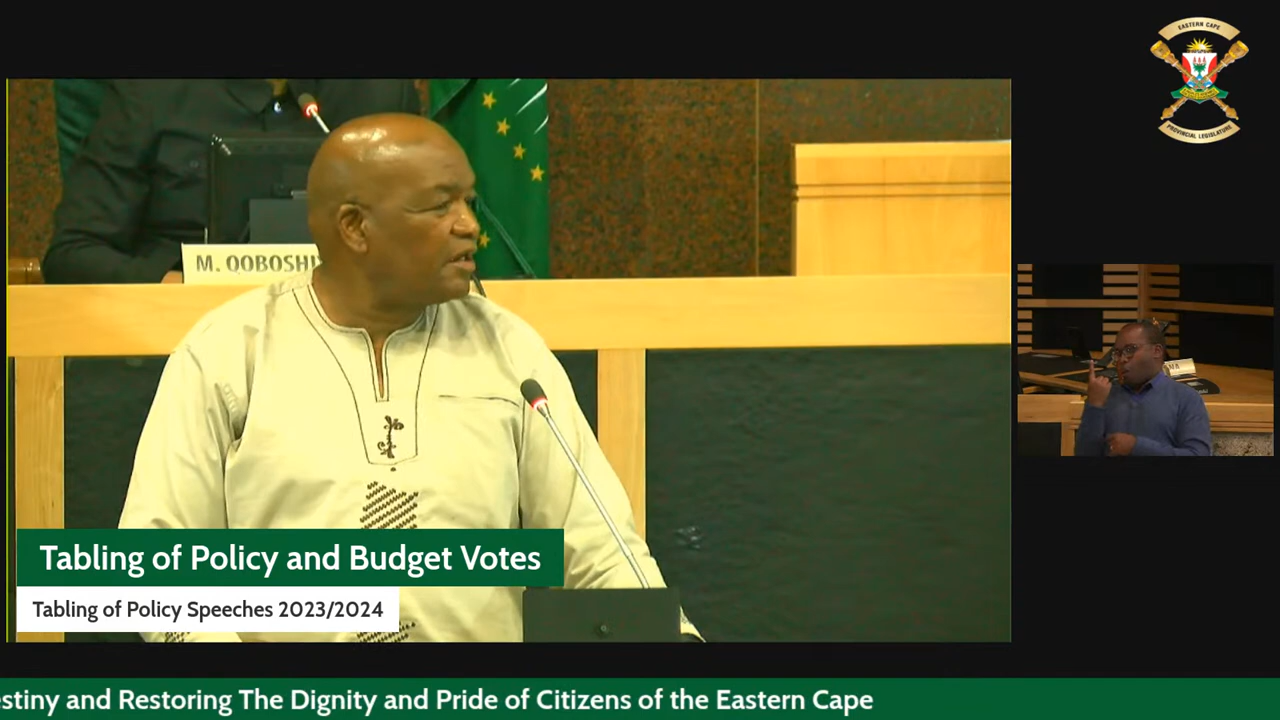 EASTERN CAPE
PROVINCIAL LEGISLATURE
M. QOBOSHI
Tabling of Policy and Budget Votes
Tabling of Policy Speeches 2023/2024
estiny and Restoring The Dignity and Pride of Citizens of the Eastern Cape